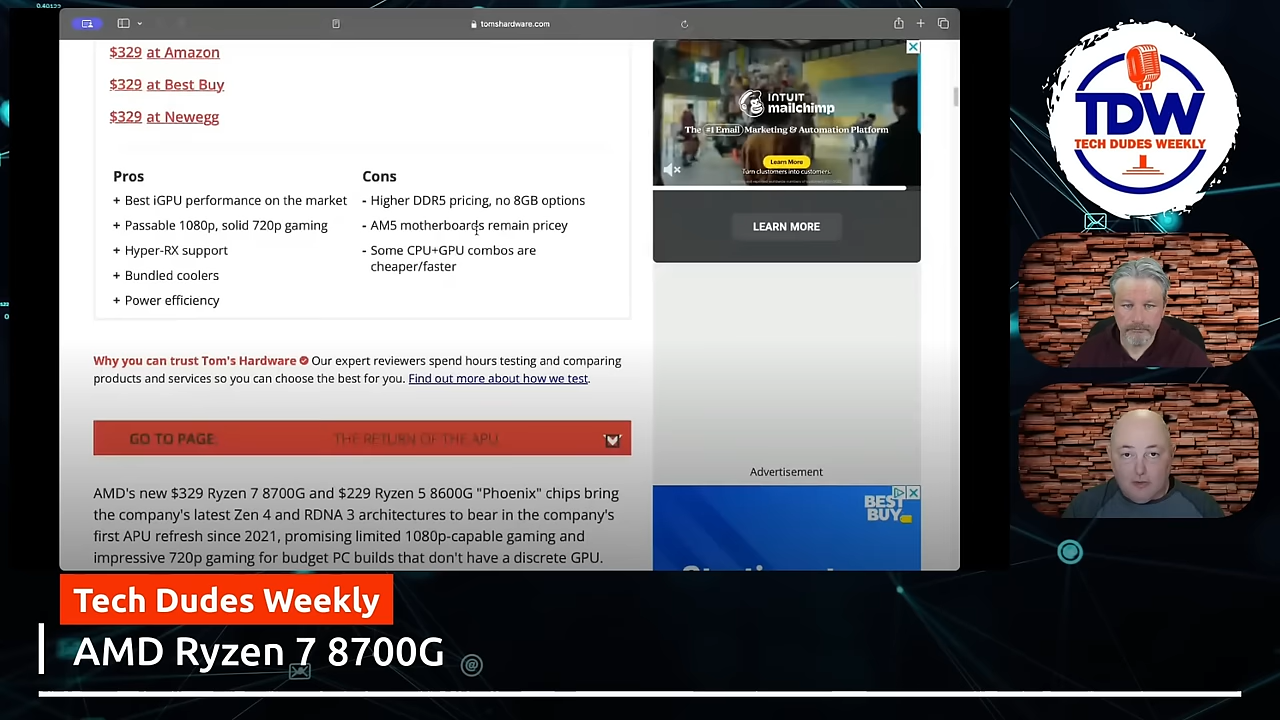 tomshardware.com
$329 at Amazon
$329 at Best Buy
$329 at Newegg
Pros
+ Best iGPU performance on the market
+ Passable 1080p, solid 720p gaming
+ Hyper-RX support
+ Bundled coolers
+ Power efficiency
Cons
- Higher DDR5 pricing, no 8GB options
- AM5 motherboards remain pricey
- Some CPU+GPU combos are
cheaper/faster
Why you can trust Tom's Hardware Our expert reviewers spend hours testing and comparing
products and services so you can choose the best for you. Find out more about how we test.
GO TO PAGE
THE RETURN OF THE APU
AMD's new $329 Ryzen 7 8700G and $229 Ryzen 5 8600G "Phoenix" chips bring
the company's latest Zen 4 and RDNA 3 architectures to bear in the company's
first APU refresh since 2021, promising limited 1080p-capable gaming and
impressive 720p gaming for budget PC builds that don't have a discrete GPU.
INTUIT
mailchimp
The #1 Email Marketing & Automation Platform
Learn More
Turn clustomers into customers.
LEARN MORE
Advertisement
BEST
BUY
TDW
TECH DUDES WEEKLY
Tech Dudes Weekly
AMD Ryzen 7 8700G